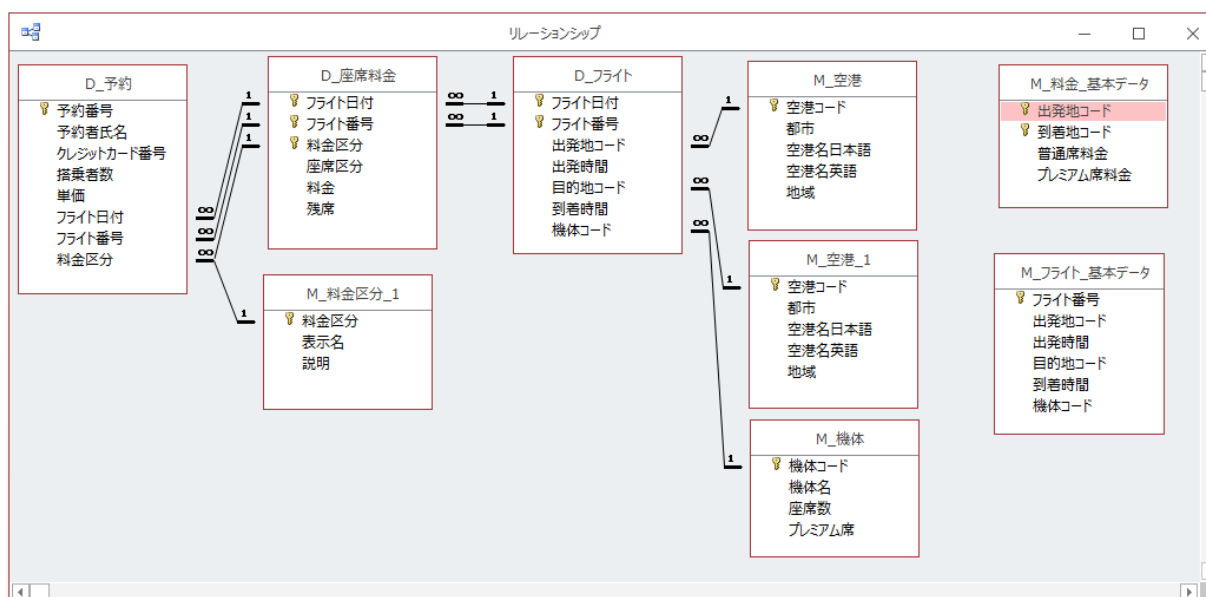 リレーションシップ
D_予約
予約番号
予約者氏名
クレジットカード番号
搭乗者数
単価
フライト日付
フライト番号
料金区分
D_座席料金
フライト日付
フライト番号
料金区分
座席区分
料金
残席
M_料金区分_1
料金区分
表示名
説明
D_フライト
フライト日付
フライト番号
出発地コード
出発時間
目的地コード
到着時間
機体コード
M_空港
空港コード
都市
空港名日本語
空港名英語
地域
M_空港_1
空港コード
都市
空港名日本語
空港名英語
地域
M_機体
機体コード
機体名
座席数
プレミアム席
M_料金_基本データ
出発地コード
到着地コード
普通席料金
プレミアム席料金
M_フライト_基本データ
フライト番号
出発地コード
出発時間
目的地コード
到着時間
機体コード
1
1
1
∞
∞
∞
1
∞ 1
∞ 1
1
∞
∞
∞
1
1